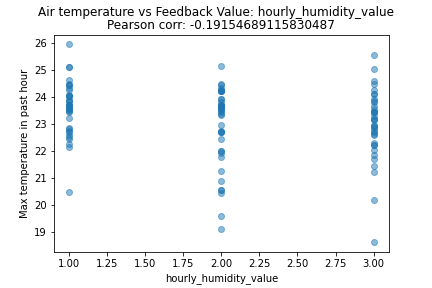 Air temperature vs Feedback Value: hourly_humidity_value
Pearson corr: -0.19154689115830487
26
25
24
23
22
21
20
19
Max temperature in past hour
1.00 1.25 1.50 1.75 2.00 2.25 2.50 2.75 3.00
hourly_humidity_value